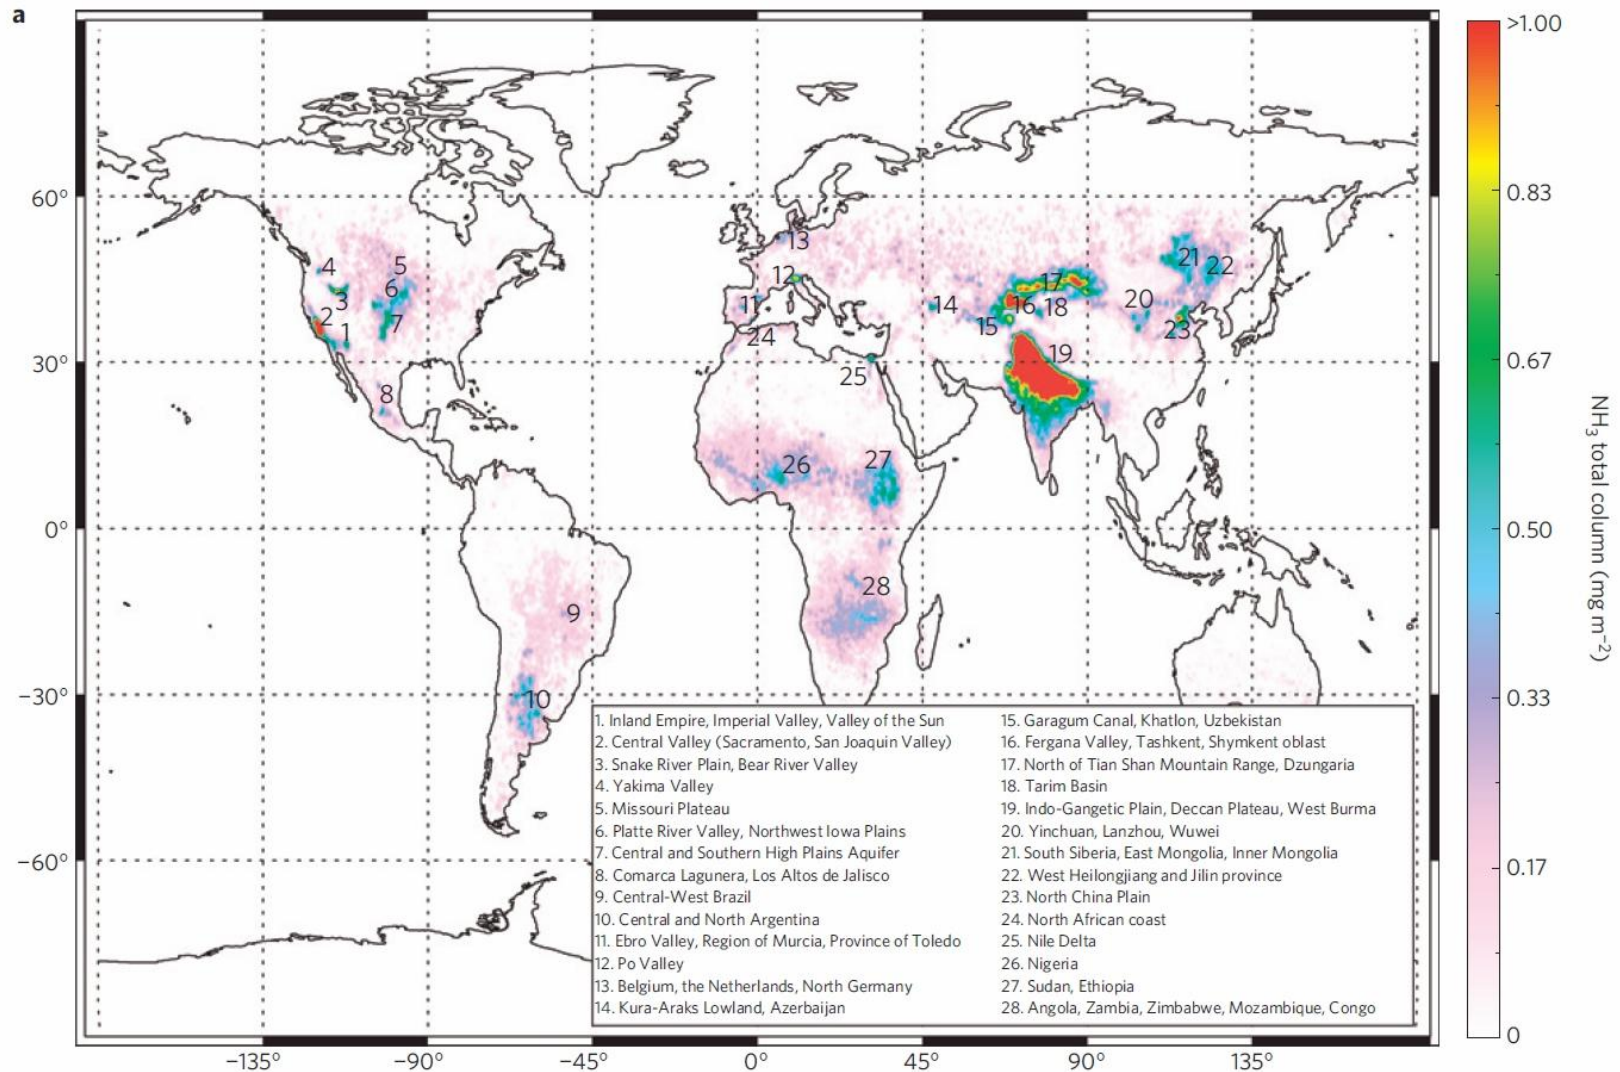 a
>1.00
0.83
0.67
0.50
0.33
0.17
0
NH₃ total column (mg m⁻²)
60°
30°
0°
−30°
−60°
−135°
−90°
−45°
0°
45°
90°
135°
4
5
3
6
2
1
7
8
9
10
13
12
11
24
25
14
15
16
17
18
19
20
21
22
23
26
27
28
1. Inland Empire, Imperial Valley, Valley of the Sun
2. Central Valley (Sacramento, San Joaquin Valley)
3. Snake River Plain, Bear River Valley
4. Yakima Valley
5. Missouri Plateau
6. Platte River Valley, Northwest Iowa Plains
7. Central and Southern High Plains Aquifer
8. Comarca Lagunera, Los Altos de Jalisco
9. Central-West Brazil
10. Central and North Argentina
11. Ebro Valley, Region of Murcia, Province of Toledo
12. Po Valley
13. Belgium, the Netherlands, North Germany
14. Kura-Araks Lowland, Azerbaijan
15. Garagum Canal, Khatlon, Uzbekistan
16. Fergana Valley, Tashkent, Shymkent oblast
17. North of Tian Shan Mountain Range, Dzungaria
18. Tarim Basin
19. Indo-Gangetic Plain, Deccan Plateau, West Burma
20. Yinchuan, Lanzhou, Wuwei
21. South Siberia, East Mongolia, Inner Mongolia
22. West Heilongjiang and Jilin province
23. North China Plain
24. North African coast
25. Nile Delta
26. Nigeria
27. Sudan, Ethiopia
28. Angola, Zambia, Zimbabwe, Mozambique, Congo